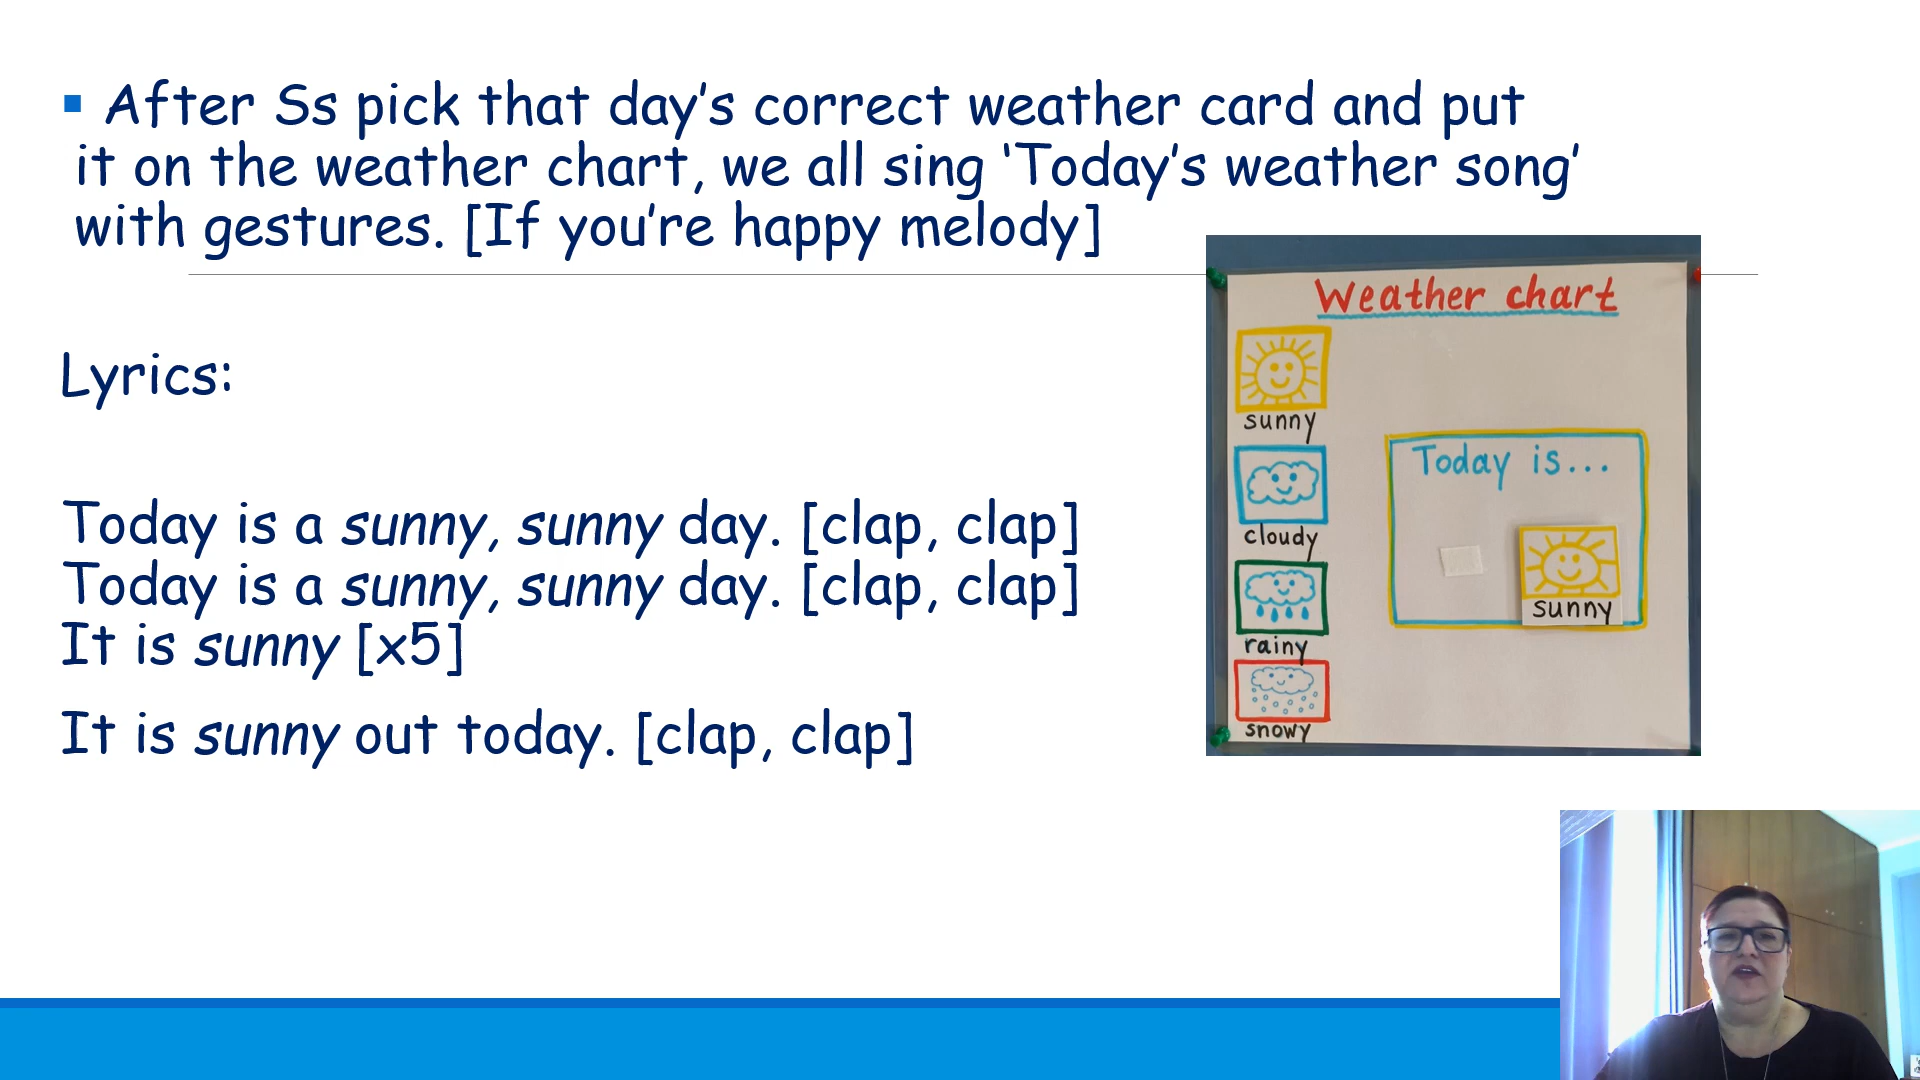 After Ss pick that day's correct weather card and put
it on the weather chart, we all sing 'Today's weather song'
with gestures. [If you're happy melody]
Lyrics:
Today is a sunny, sunny day. [clap, clap]
Today is a sunny, sunny day. [clap, clap]
It is sunny [x5]
It is sunny out today. [clap, clap]
Weather chart
sunny
cloudy
rainy
snowy
Today is...
sunny